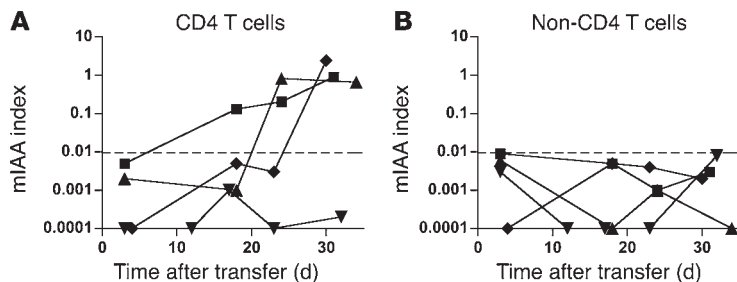 A CD4 T cells
10
1
0.1
0.01
0.001
0.0001
mIAA index
0 10 20 30
Time after transfer (d)
B Non-CD4 T cells
10
1
0.1
0.01
0.001
0.0001
mIAA index
0 10 20 30
Time after transfer (d)